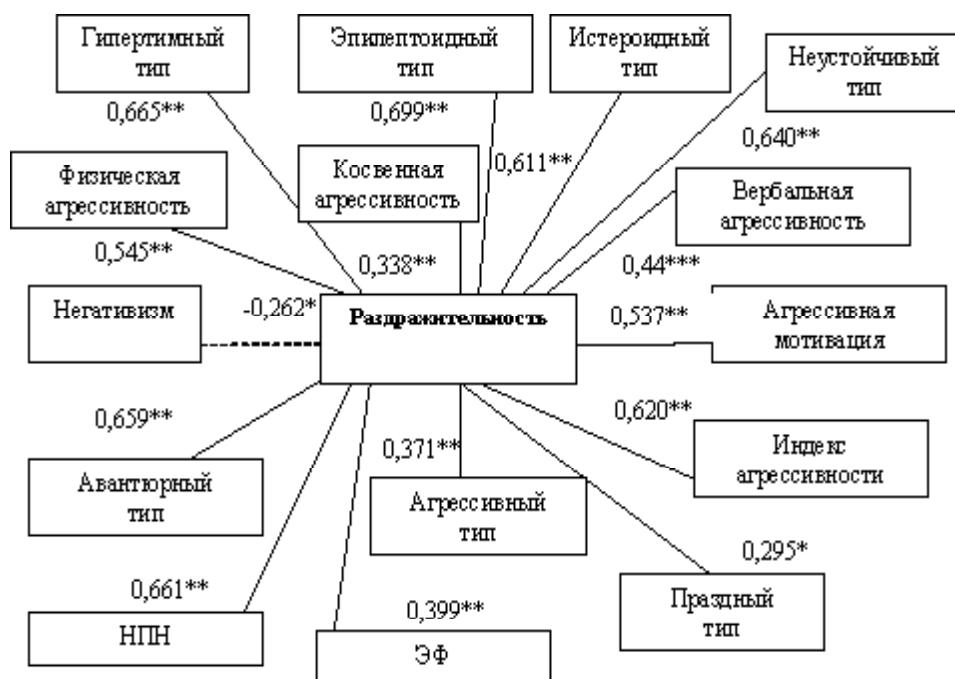 Гипертимный
тип
Эпилептоидный
тип
Истероидный
тип
Неустойчивый
тип
0,665**
0,699**
0,611**
0,640**
Физическая
агрессивность
Косвенная
агрессивность
Вербальная
агрессивность
0,545**
0,338**
0,44***
Негативизм
-0,262*
Раздражительность
0,537**
Агрессивная
мотивация
0,659**
0,371**
0,620**
Авантюрный
тип
Агрессивный
тип
Индекс
агрессивности
0,661**
0,399**
0,295*
НПН
ЭФ
Праздный
тип